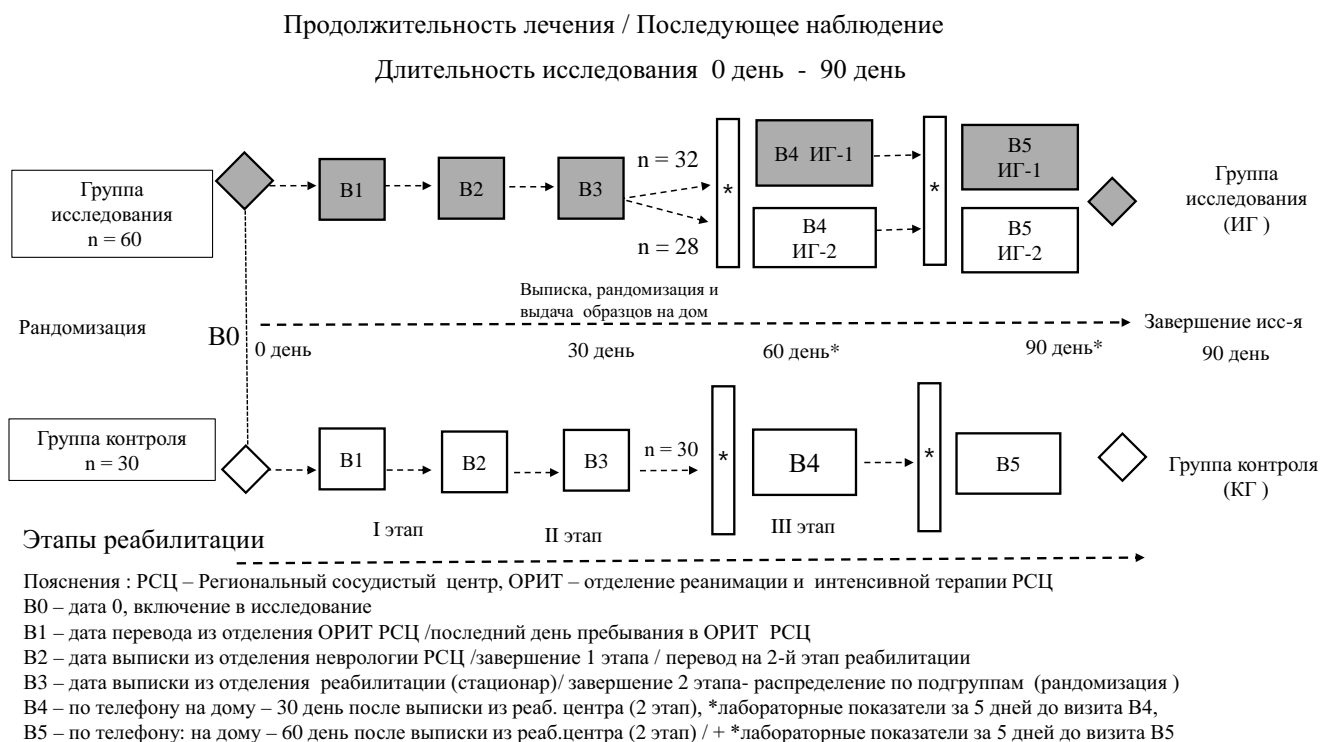 Продолжительность лечения / Последующее наблюдение
Длительность исследования 0 день - 90 день
Группа
исследования
n = 60
В1
В2
В3
n = 32
n = 28
*
В4 ИГ-1
В4
ИГ-2
*
В5
ИГ-1
В5
ИГ-2
Группа
исследования
(ИГ )
Выписка, рандомизация и
выдача образцов на дом
Рандомизация
В0
0 день
30 день
60 день*
90 день*
Завершение исс-я
90 день
Группа контроля
n = 30
В1
В2
В3
n = 30
*
В4
*
В5
Группа контроля
(КГ )
Этапы реабилитации
I этап
II этап
III этап
Пояснения : РСЦ – Региональный сосудистый центр, ОРИТ – отделение реанимации и интенсивной терапии РСЦ
В0 – дата 0, включение в исследование
В1 – дата перевода из отделения ОРИТ РСЦ /последний день пребывания в ОРИТ РСЦ
В2 – дата выписки из отделения неврологии РСЦ /завершение 1 этапа / перевод на 2-й этап реабилитации
В3 – дата выписки из отделения реабилитации (стационар)/ завершение 2 этапа- распределение по подгруппам (рандомизация )
В4 – по телефону на дому – 30 день после выписки из реаб. центра (2 этап), *лабораторные показатели за 5 дней до визита В4,
В5 – по телефону: на дому – 60 день после выписки из реаб.центра (2 этап) / + *лабораторные показатели за 5 дней до визита В5